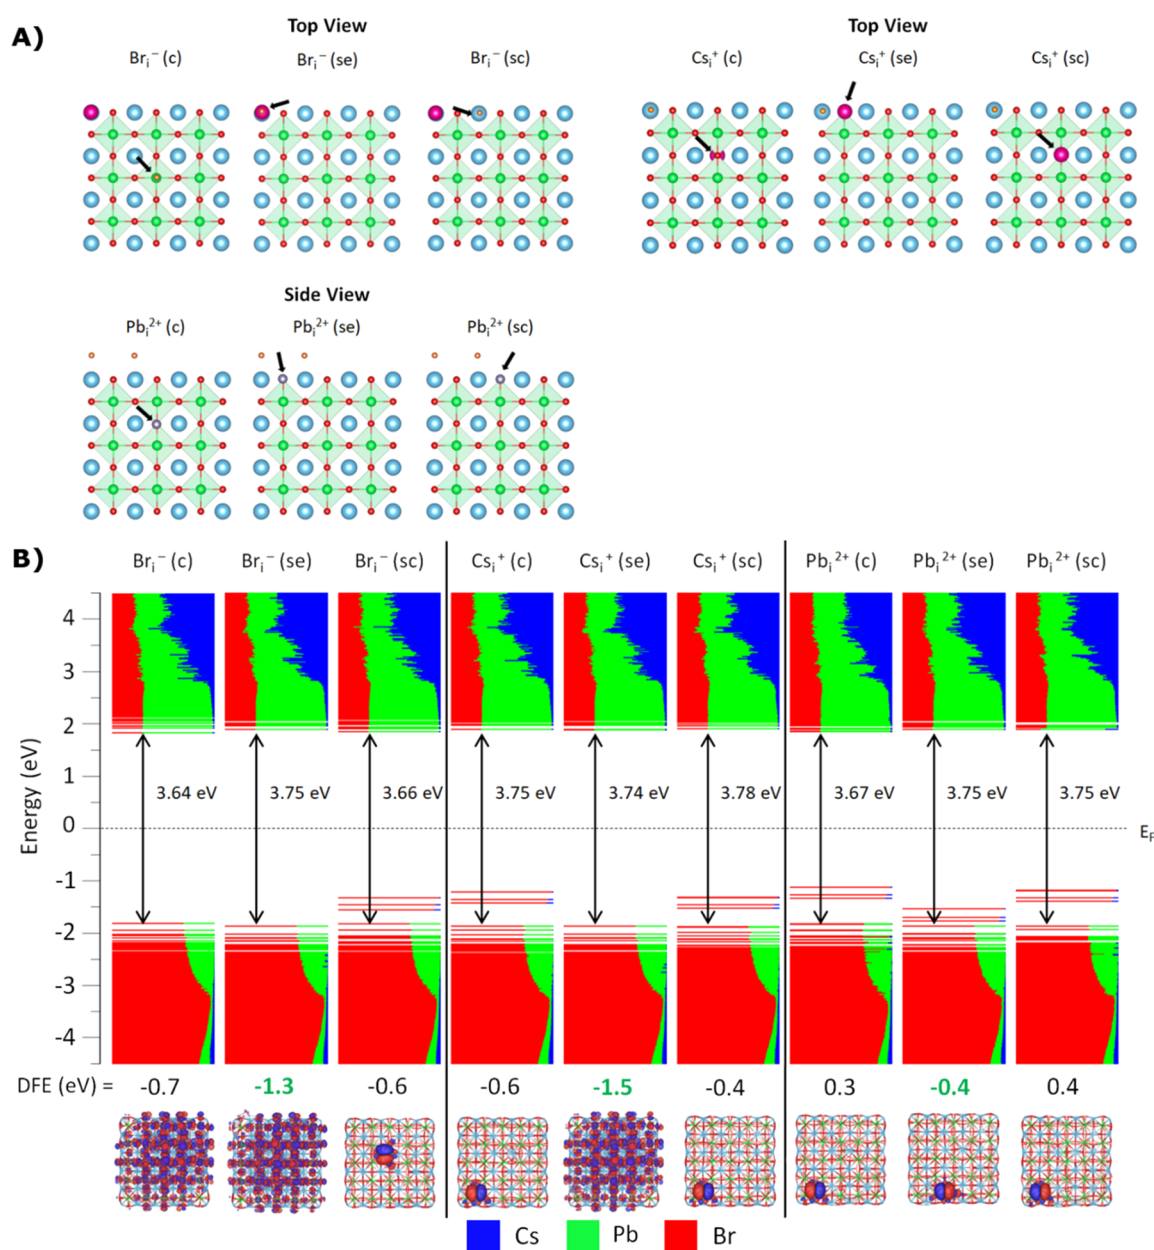 A)
Top View
Top View
Br_i^− (c) Br_i^− (se) Br_i^− (sc) Cs_i^+ (c) Cs_i^+ (se) Cs_i^+ (sc)
Side View
Pb_i^2+ (c) Pb_i^2+ (se) Pb_i^2+ (sc)
B)
Br_i^− (c) Br_i^− (se) Br_i^− (sc) Cs_i^+ (c) Cs_i^+ (se) Cs_i^+ (sc) Pb_i^2+ (c) Pb_i^2+ (se) Pb_i^2+ (sc)
Energy (eV)
4
3
2
1
0
-1
-2
-3
-4
3.64 eV 3.75 eV 3.66 eV 3.75 eV 3.74 eV 3.78 eV 3.67 eV 3.75 eV 3.75 eV
E_F
DFE (eV) = -0.7 -1.3 -0.6 -0.6 -1.5 -0.4 0.3 -0.4 0.4
Cs Pb Br